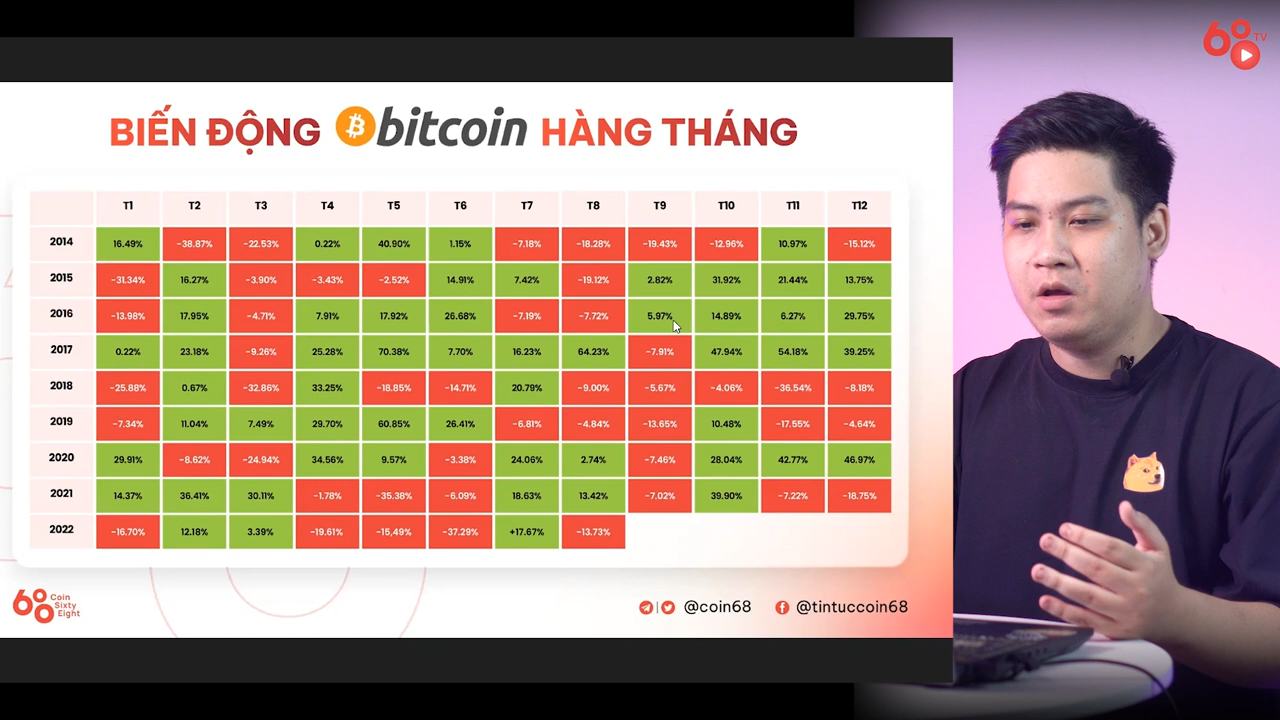 68 TV
BIẾN ĐỘNG bitcoin HÀNG THÁNG
T1 T2 T3 T4 T5 T6 T7 T8 T9 T10 T11 T12
2014 16.49% -38.87% -22.53% 0.22% 40.90% 1.15% -7.18% -18.28% -19.43% -12.96% 10.97% -15.12%
2015 -31.34% 16.27% -3.90% -3.43% -2.52% 14.91% 7.42% -19.12% 2.82% 31.92% 21.44% 13.75%
2016 -13.98% 17.95% -4.71% 7.91% 17.92% 26.68% -7.19% -7.72% 5.97% 14.89% 6.27% 29.75%
2017 0.22% 23.18% -9.26% 25.28% 70.38% 7.70% 16.23% 64.23% -7.91% 47.94% 54.18% 39.25%
2018 -25.88% 0.67% -32.86% 33.25% -18.85% -14.71% 20.79% -9.00% -5.67% -4.06% -36.54% -8.18%
2019 -7.34% 11.04% 7.49% 29.70% 60.85% 26.41% -6.81% -4.84% -13.65% 10.48% -17.55% -4.64%
2020 29.91% -8.62% -24.94% 34.56% 9.57% -3.38% 24.06% 2.74% -7.46% 28.04% 42.77% 46.97%
2021 14.37% 36.41% 30.11% -1.78% -35.38% -6.09% 18.63% 13.42% -7.02% 39.90% -7.22% -18.75%
2022 -16.70% 12.18% 3.39% -19.61% -15,49% -37.29% +17.67% -13.73%
68 Coin
Sixty
Eight
@coin68 @tintuccoin68